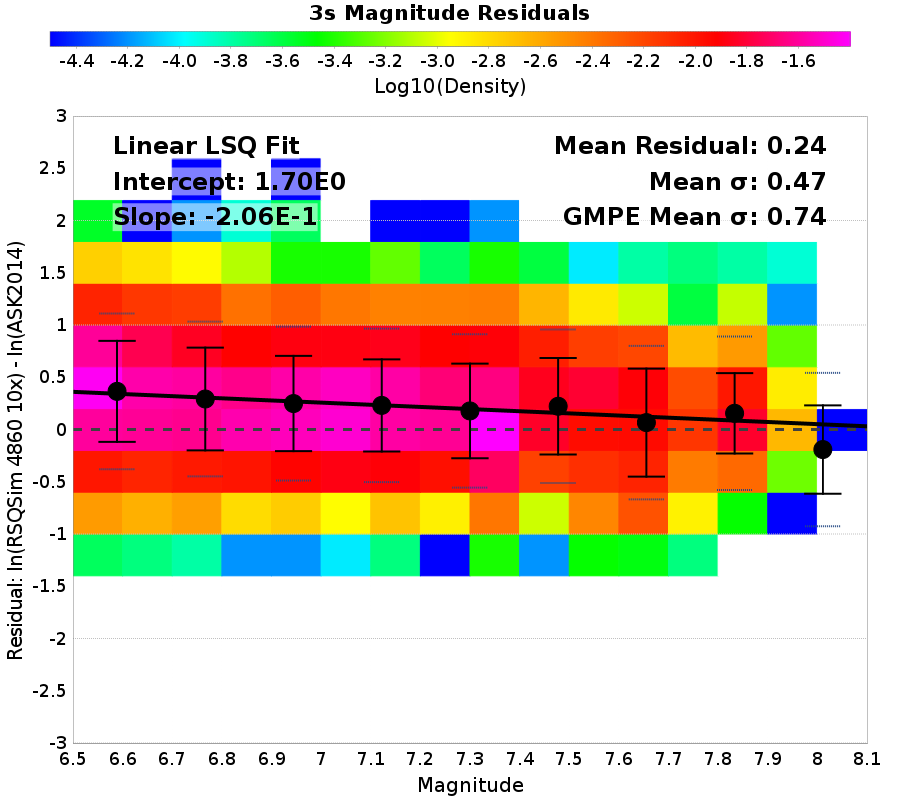 3s Magnitude Residuals
-4.4 -4.2 -4.0 -3.8 -3.6 -3.4 -3.2 -3.0 -2.8 -2.6 -2.4 -2.2 -2.0 -1.8 -1.6
Log10(Density)
Linear LSQ Fit
Intercept: 1.70E0
Slope: -2.06E-1
Mean Residual: 0.24
Mean σ: 0.47
GMPE Mean σ: 0.74
Residual: ln(RSQSim 4860 10x) - ln(ASK2014)
3
2.5
2
1.5
1
0.5
0
-0.5
-1
-1.5
-2
-2.5
-3
6.5 6.6 6.7 6.8 6.9 7 7.1 7.2 7.3 7.4 7.5 7.6 7.7 7.8 7.9 8 8.1
Magnitude